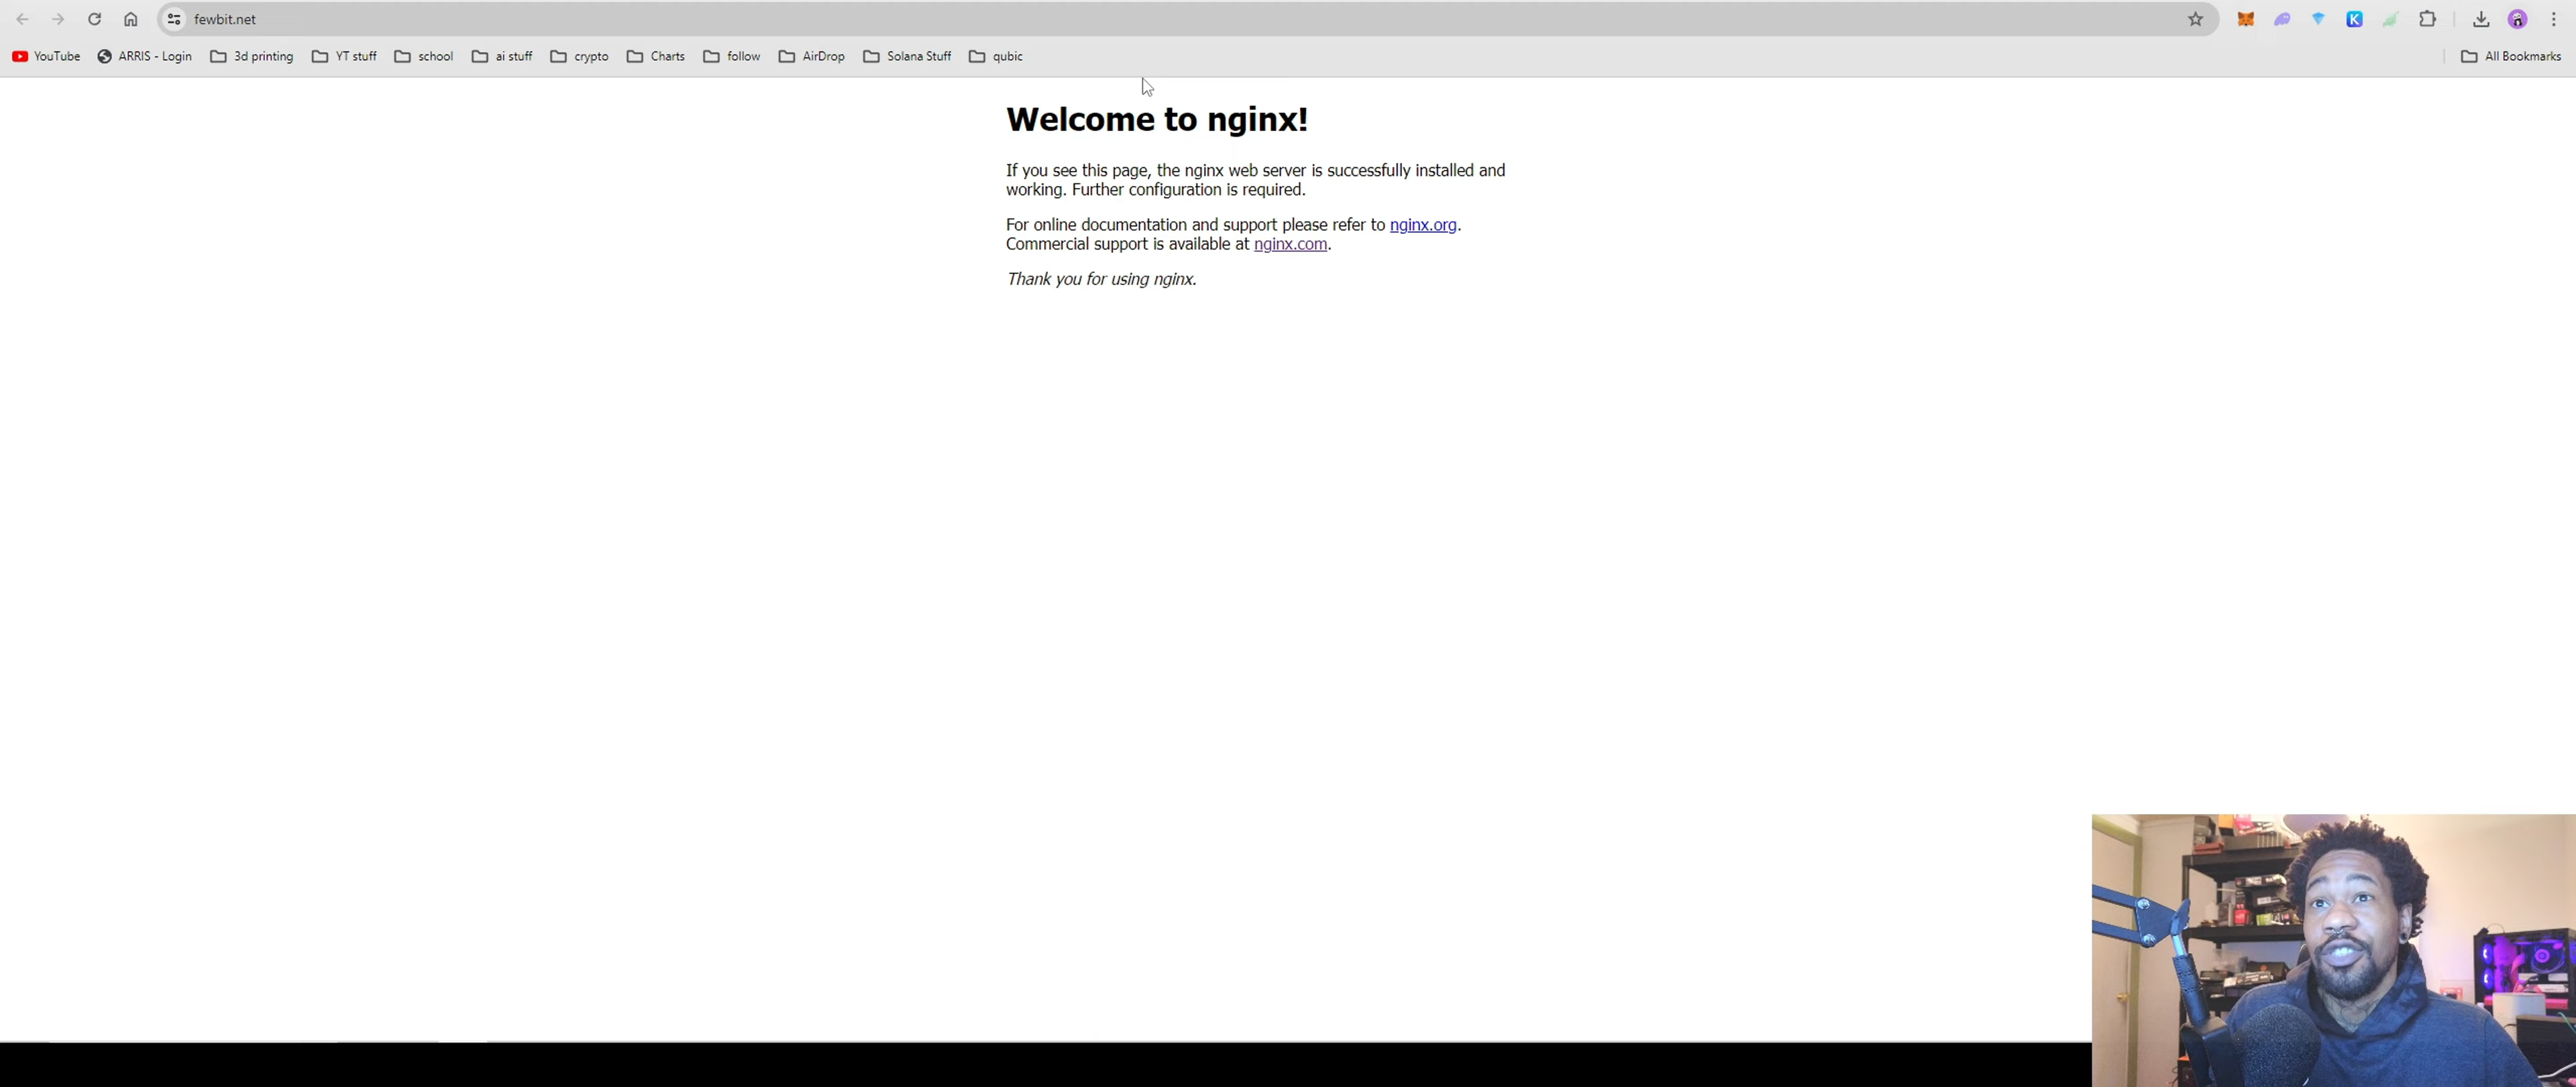 fewbit.net
YouTube ARRIS - Login 3d printing YT stuff school ai stuff crypto Charts follow AirDrop Solana Stuff qubic All Bookmarks
Welcome to nginx!
If you see this page, the nginx web server is successfully installed and
working. Further configuration is required.
For online documentation and support please refer to nginx.org.
Commercial support is available at nginx.com.
Thank you for using nginx.